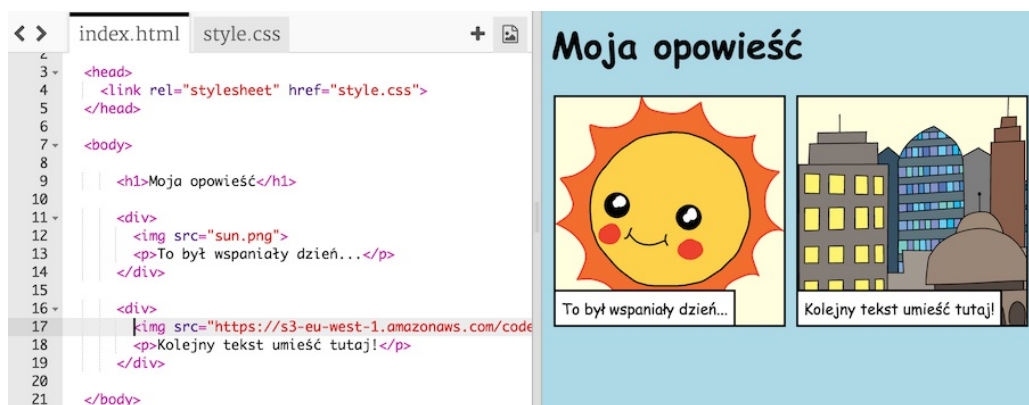 index.html style.css
2
3 <head>
4 <link rel="stylesheet" href="style.css">
5 </head>
6
7 <body>
8
9 <h1>Moja opowieść</h1>
10
11 <div>
12 <img src="sun.png">
13 <p>To był wspaniały dzień...</p>
14 </div>
15
16 <div>
17 <img src="https://s3-eu-west-1.amazonaws.com/code
18 <p>Kolejny tekst umieść tutaj!</p>
19 </div>
20
21 </body>
Moja opowieść
To był wspaniały dzień...
Kolejny tekst umieść tutaj!